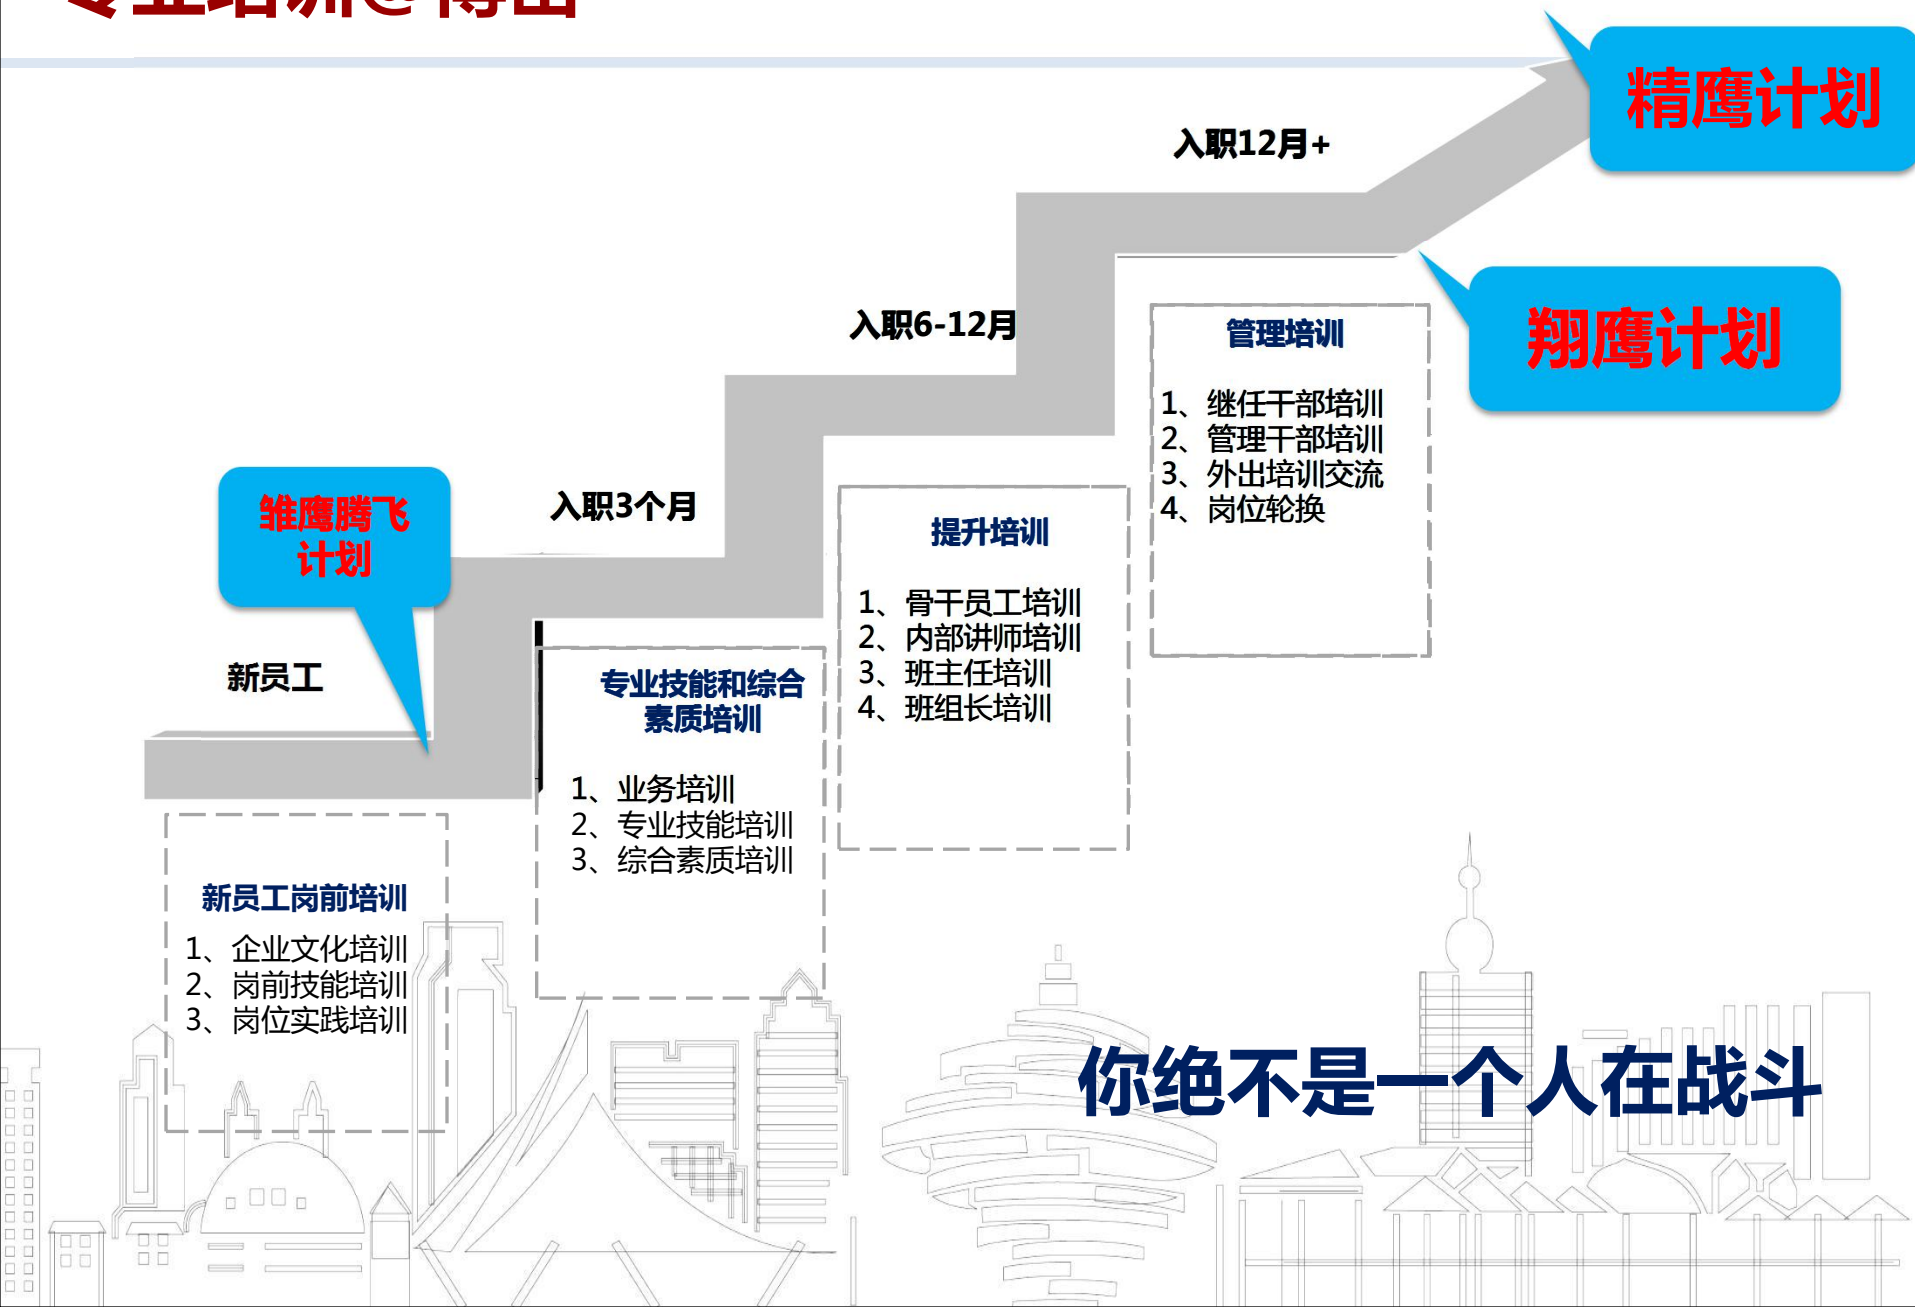 专业培训@
精鹰计划
入职12月+
翔鹰计划
入职6-12月
管理培训
1、继任干部培训
2、管理干部培训
3、外出培训交流
4、岗位轮换
雏鹰腾飞
计划
入职3个月
提升培训
1、骨干员工培训
2、内部讲师培训
3、班主任培训
4、班组长培训
新员工
专业技能和综合
素质培训
1、业务培训
2、专业技能培训
3、综合素质培训
新员工岗前培训
1、企业文化培训
2、岗前技能培训
3、岗位实践培训
你绝不是一个人在战斗